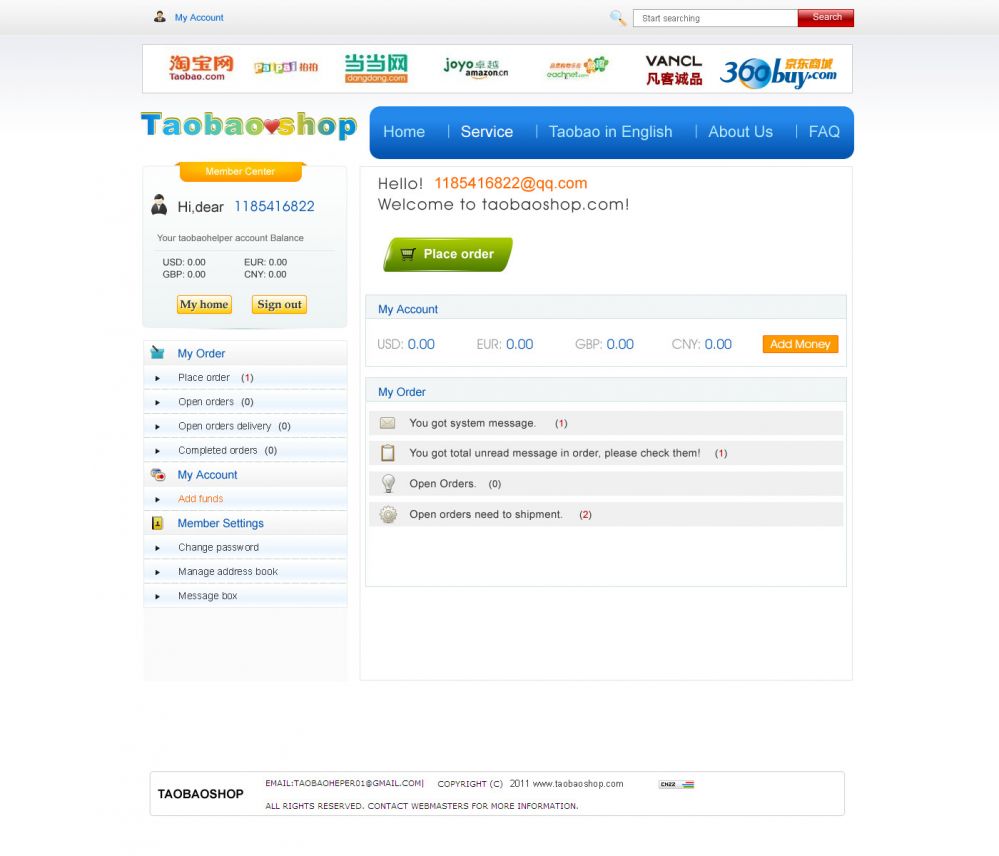 My Account
Start searching
Search
淘宝网
Taobao.com
PaiPai 拍拍
当当网
dangdang.com
joyo 卓越
amazon.cn
eachnet.com
VANCL
凡客诚品
京东商城
360buy.com
Taobao shop
Home | Service | Taobao in English | About Us | FAQ
Member Center
Hi,dear 1185416822
Your taobaohelper account Balance
USD: 0.00 EUR: 0.00
GBP: 0.00 CNY: 0.00
My home Sign out
My Order
Place order (1)
Open orders (0)
Open orders delivery (0)
Completed orders (0)
My Account
Add funds
Member Settings
Change password
Manage address book
Message box
Hello! 1185416822@qq.com
Welcome to taobaoshop.com!
Place order
My Account
USD: 0.00 EUR: 0.00 GBP: 0.00 CNY: 0.00 Add Money
My Order
You got system message. (1)
You got total unread message in order, please check them! (1)
Open Orders. (0)
Open orders need to shipment. (2)
TAOBAOSHOP
EMAIL:TAOBAOHEPER01@GMAIL.COM| COPYRIGHT (C) 2011 www.taobaoshop.com CNZZ
ALL RIGHTS RESERVED. CONTACT WEBMASTERS FOR MORE INFORMATION.